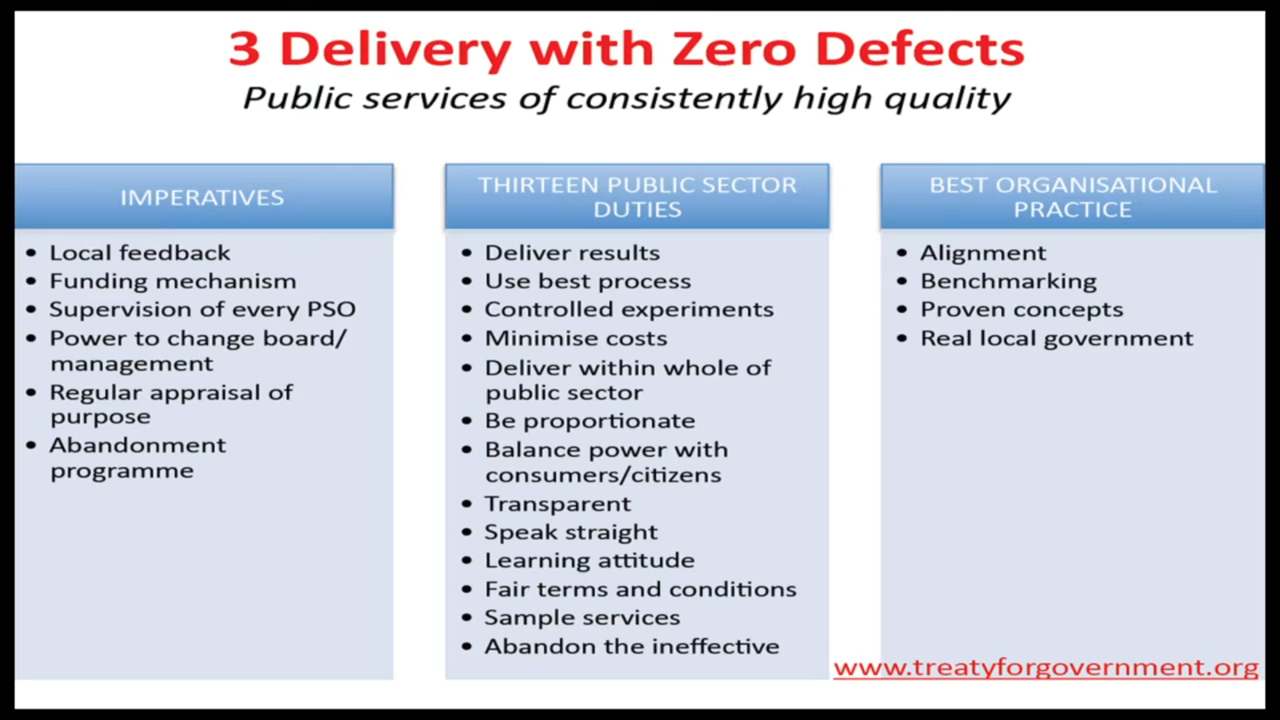 3 Delivery with Zero Defects
Public services of consistently high quality
IMPERATIVES
• Local feedback
• Funding mechanism
• Supervision of every PSO
• Power to change board/
management
• Regular appraisal of
purpose
• Abandonment
programme
THIRTEEN PUBLIC SECTOR
DUTIES
• Deliver results
• Use best process
• Controlled experiments
• Minimise costs
• Deliver within whole of
public sector
• Be proportionate
• Balance power with
consumers/citizens
• Transparent
• Speak straight
• Learning attitude
• Fair terms and conditions
• Sample services
• Abandon the ineffective
BEST ORGANISATIONAL
PRACTICE
• Alignment
• Benchmarking
• Proven concepts
• Real local government
www.treatyforgovernment.org